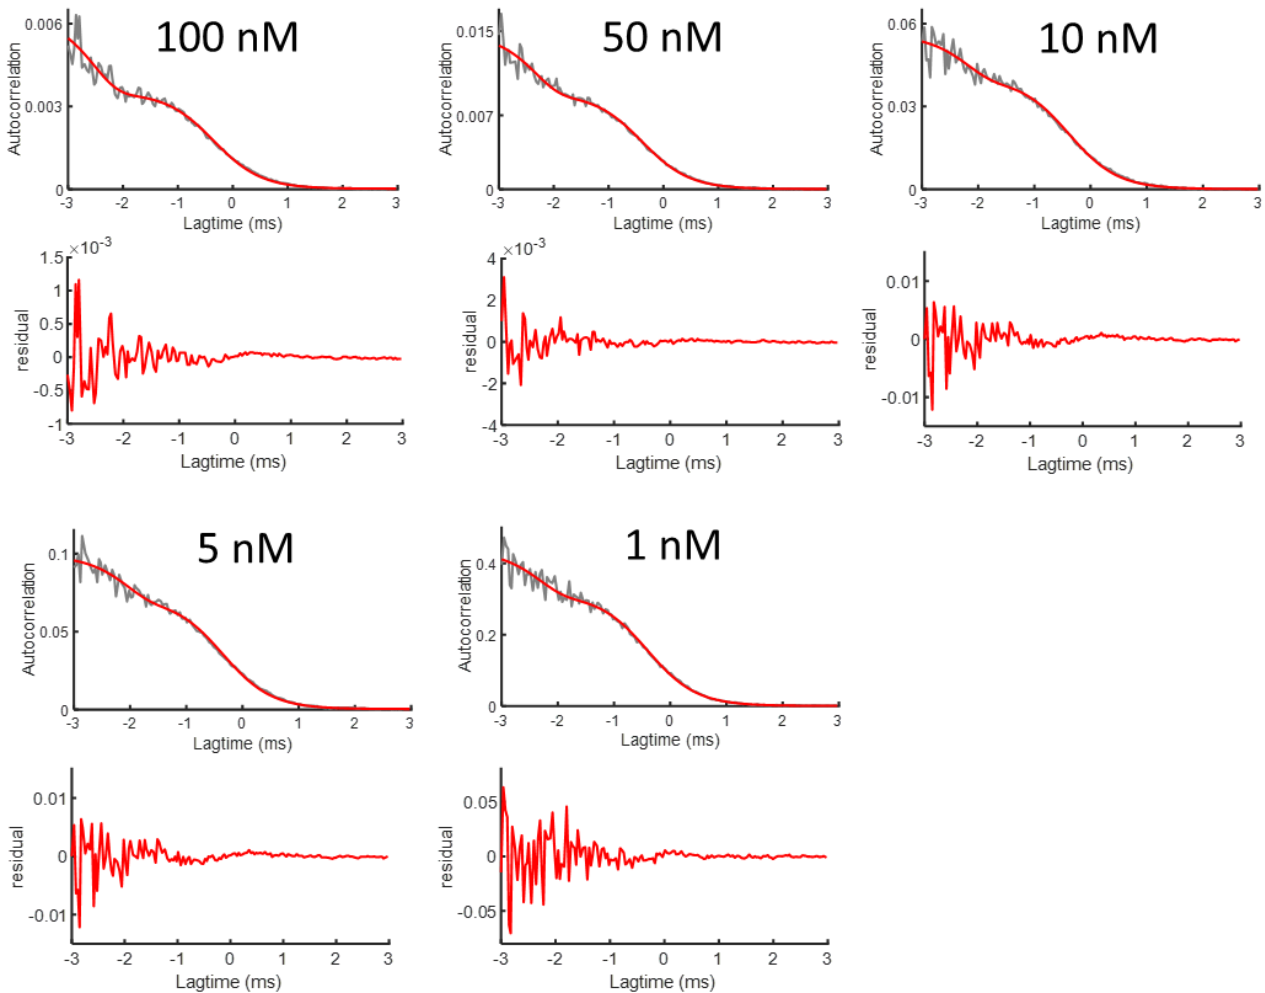 100 nM
Autocorrelation
0.006
0.003
0
-3 -2 -1 0 1 2 3
Lagtime (ms)
50 nM
Autocorrelation
0.015
0.007
0
-3 -2 -1 0 1 2 3
Lagtime (ms)
10 nM
Autocorrelation
0.06
0.03
0
-3 -2 -1 0 1 2 3
Lagtime (ms)
×10⁻³
residual
1.5
1
0.5
0
-0.5
-1
-3 -2 -1 0 1 2 3
Lagtime (ms)
×10⁻³
residual
4
2
0
-2
-4
-3 -2 -1 0 1 2 3
Lagtime (ms)
residual
0.01
0
-0.01
-3 -2 -1 0 1 2 3
Lagtime (ms)
5 nM
Autocorrelation
0.1
0.05
0
-3 -2 -1 0 1 2 3
Lagtime (ms)
1 nM
Autocorrelation
0.4
0.2
0
-3 -2 -1 0 1 2 3
Lagtime (ms)
residual
0.01
0
-0.01
-3 -2 -1 0 1 2 3
Lagtime (ms)
residual
0.05
0
-0.05
-3 -2 -1 0 1 2 3
Lagtime (ms)